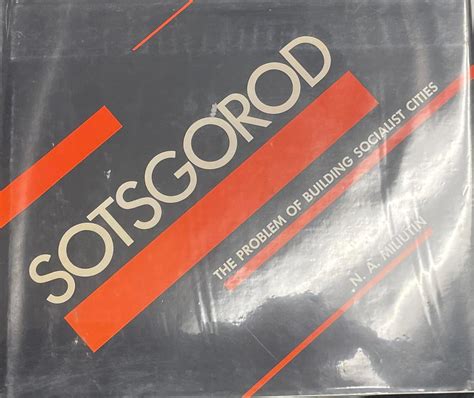 SOTSGOROD
THE PROBLEM OF BUILDING SOCIALIST CITIES
N. A. MILIUTIN